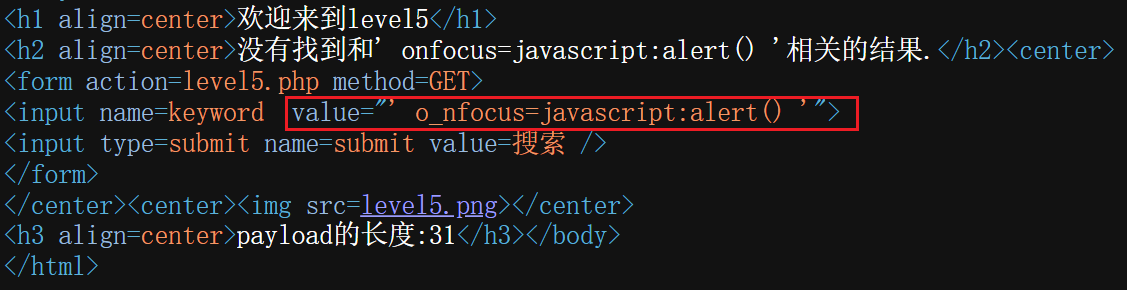 <h1 align=center>欢迎来到level5</h1>
<h2 align=center>没有找到和' onfocus=javascript:alert() '相关的结果.</h2><center>
<form action=level5.php method=GET>
<input name=keyword  value="' o_nfocus=javascript:alert() '">
<input type=submit name=submit value=搜索 />
</form>
</center><center><img src=level5.png></center>
<h3 align=center>payload的长度:31</h3></body>
</html>